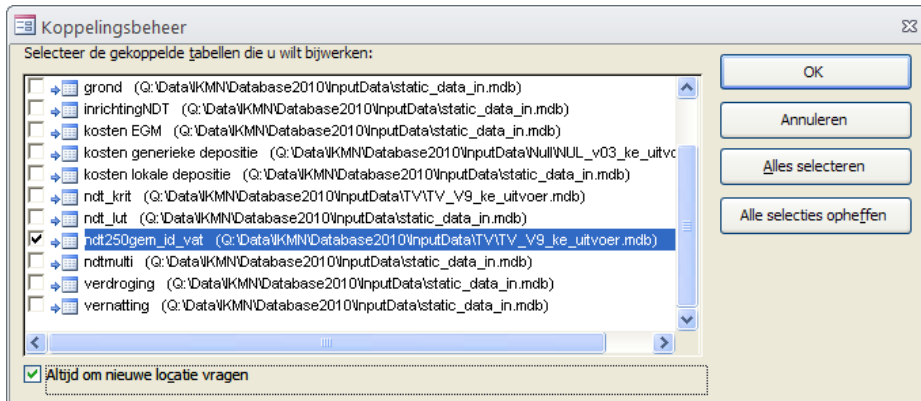 Koppelingsbeheer
Selecteer de gekoppelde tabellen die u wilt bijwerken:
grond (Q:\Data\IKMN\Database2010\InputData\static_data_in.mdb)
inrichtingNDT (Q:\Data\IKMN\Database2010\InputData\static_data_in.mdb)
kosten EGM (Q:\Data\IKMN\Database2010\InputData\static_data_in.mdb)
kosten generieke depositie (Q:\Data\IKMN\Database2010\InputData\Null\NUL_v03_ke_uitvo
kosten lokale depositie (Q:\Data\IKMN\Database2010\InputData\static_data_in.mdb)
ndt_krit (Q:\Data\IKMN\Database2010\InputData\TV\TV_V9_ke_uitvoer.mdb)
ndt_lut (Q:\Data\IKMN\Database2010\InputData\static_data_in.mdb)
ndt250gem_id_vat (Q:\Data\IKMN\Database2010\InputData\TV\TV_V9_ke_uitvoer.mdb)
ndtmulti (Q:\Data\IKMN\Database2010\InputData\static_data_in.mdb)
verdroging (Q:\Data\IKMN\Database2010\InputData\static_data_in.mdb)
vernatting (Q:\Data\IKMN\Database2010\InputData\static_data_in.mdb)
Altijd om nieuwe locatie vragen
OK
Annuleren
Alles selecteren
Alle selecties opheffen